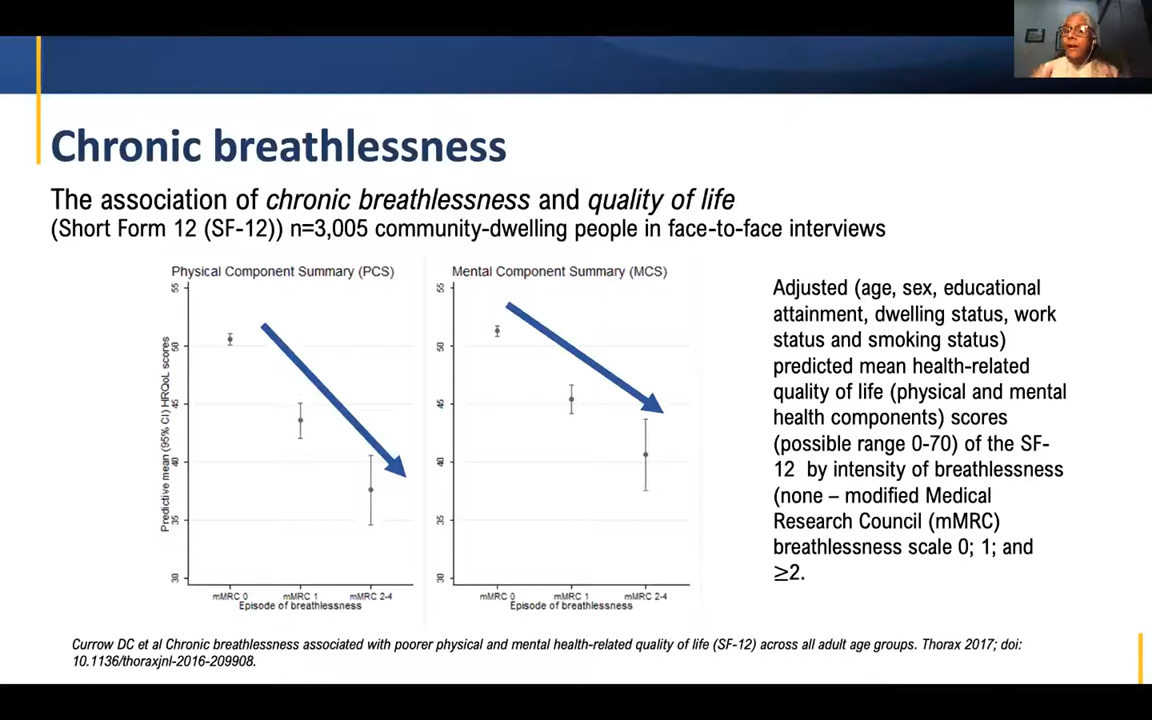 Chronic breathlessness
The association of chronic breathlessness and quality of life
(Short Form 12 (SF-12)) n=3,005 community-dwelling people in face-to-face interviews
Physical Component Summary (PCS)
Predictive mean (95% CI) HRQoL scores
55
50
45
40
35
30
mMRC 0 mMRC 1 mMRC 2-4
Episode of breathlessness
Mental Component Summary (MCS)
55
50
45
40
35
30
mMRC 0 mMRC 1 mMRC 2-4
Episode of breathlessness
Adjusted (age, sex, educational
attainment, dwelling status, work
status and smoking status)
predicted mean health-related
quality of life (physical and mental
health components) scores
(possible range 0-70) of the SF-
12 by intensity of breathlessness
(none – modified Medical
Research Council (mMRC)
breathlessness scale 0; 1; and
≥2.
Currow DC et al Chronic breathlessness associated with poorer physical and mental health-related quality of life (SF-12) across all adult age groups. Thorax 2017; doi:
10.1136/thoraxjnl-2016-209908.